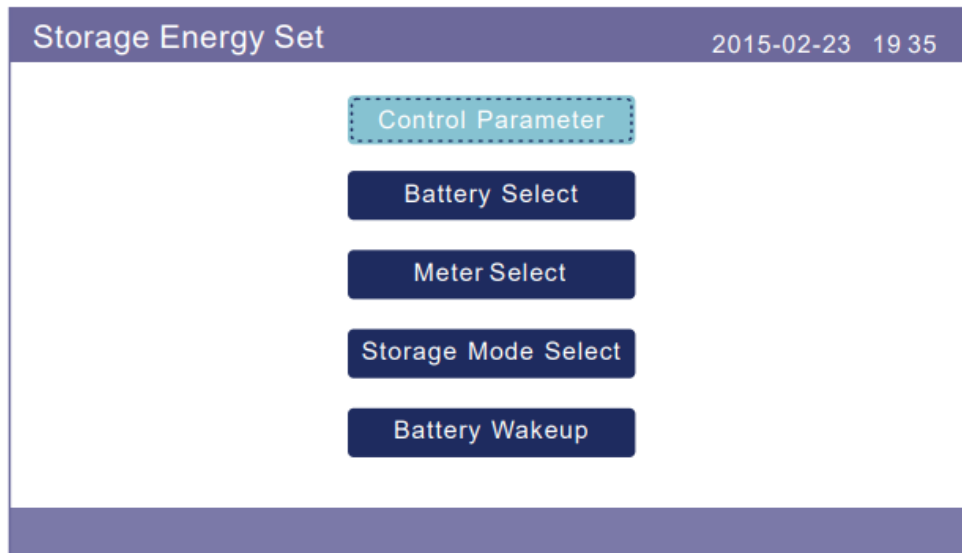 Storage Energy Set
2015-02-23 19 35
Control Parameter
Battery Select
Meter Select
Storage Mode Select
Battery Wakeup